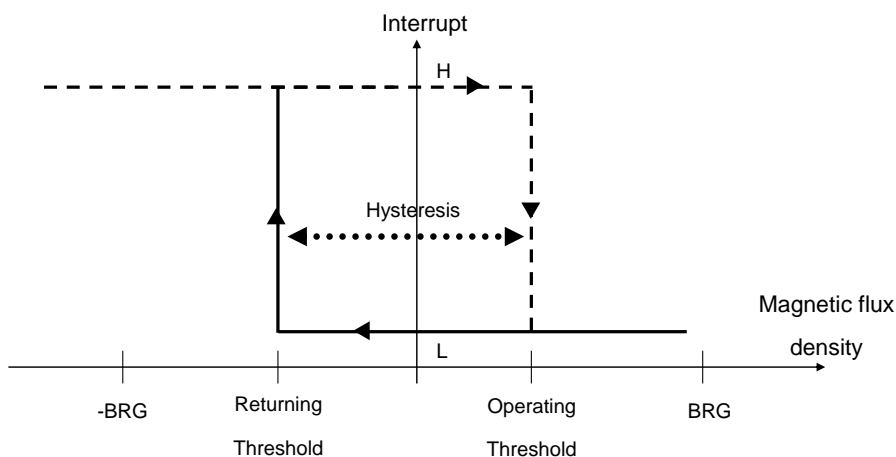 Interrupt
H
Hysteresis
Magnetic flux
density
L
-BRG
Returning
Threshold
Operating
Threshold
BRG